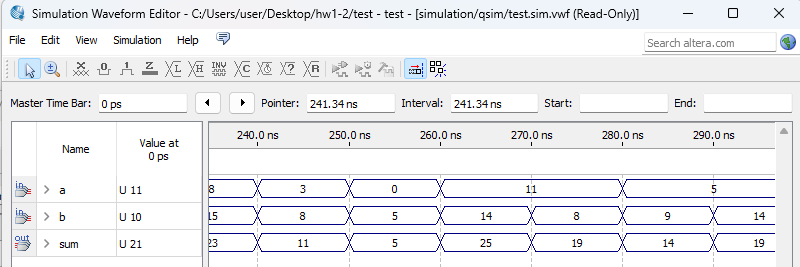 Simulation Waveform Editor - C:/Users/user/Desktop/hw1-2/test - test - [simulation/qsim/test.sim.vwf (Read-Only)]
File Edit View Simulation Help Search altera.com
Master Time Bar: 0 ps Pointer: 241.34 ns Interval: 241.34 ns Start: End:
Name Value at 0 ps 240.0 ns 250.0 ns 260.0 ns 270.0 ns 280.0 ns 290.0 ns
in a U 11 8 3 0 11 5
in b U 10 15 8 5 14 8 9 14
out sum U 21 23 11 5 25 19 14 19